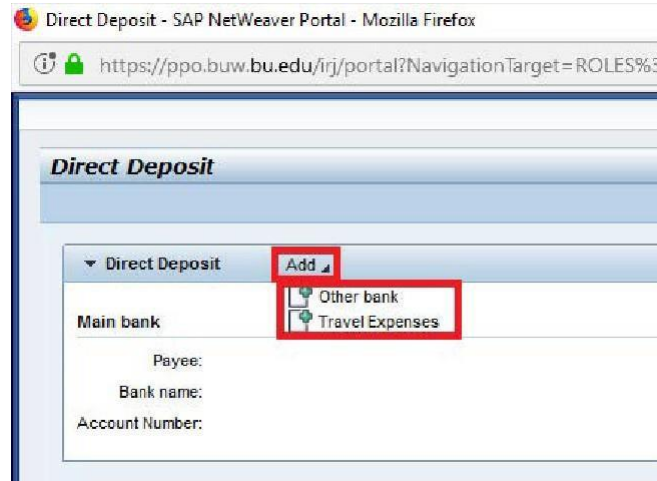 Direct Deposit - SAP NetWeaver Portal - Mozilla Firefox
https://ppo.buw.bu.edu/irj/portal?NavigationTarget=ROLES%3
Direct Deposit
Direct Deposit Add
Other bank
Main bank
Travel Expenses
Payee:
Bank name:
Account Number: